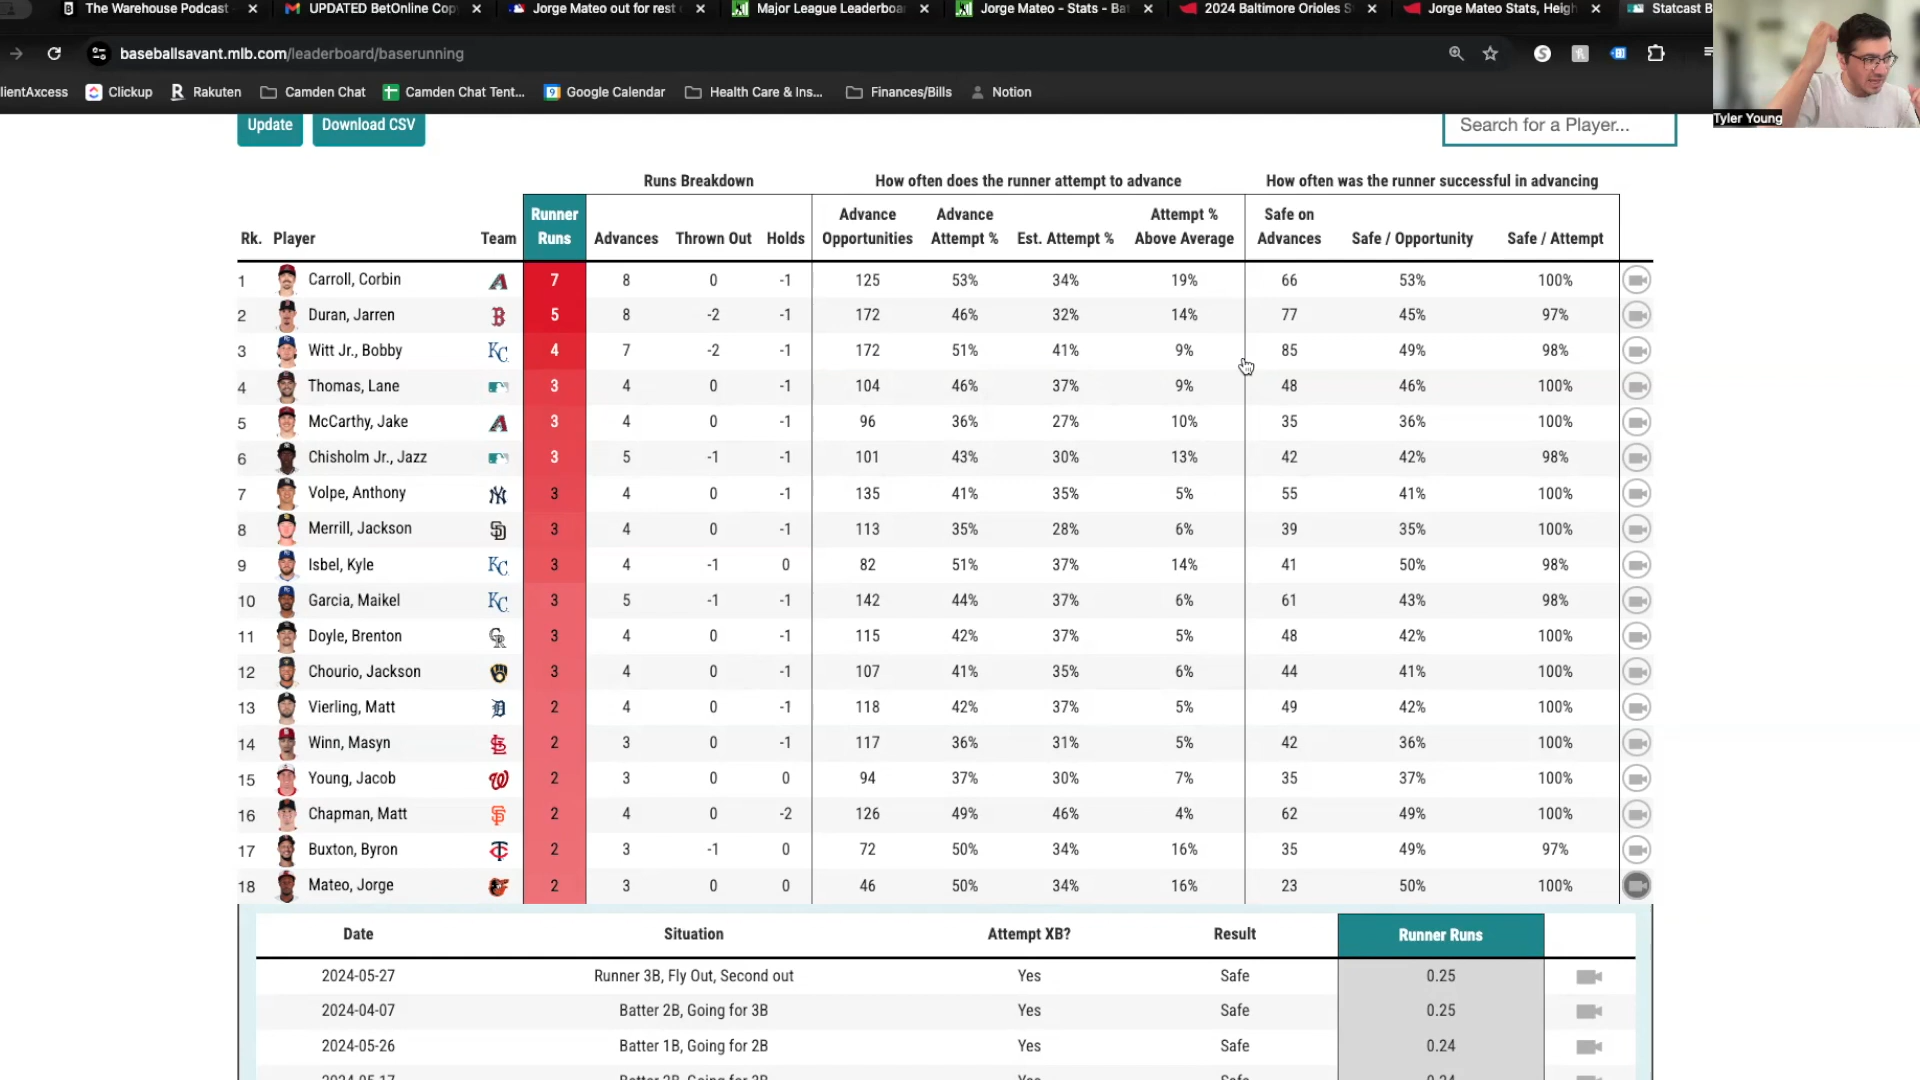 The Warehouse Podcast
UPDATED BetOnline Cop
Jorge Mateo out for rest
Major League Leaderboa
Jorge Mateo - Stats - Ba
2024 Baltimore Orioles S
Jorge Mateo Stats, Heigh
Statcast B
baseballsavant.mlb.com/leaderboard/baserunning
lientAxcess
Clickup
Rakuten
Camden Chat
Camden Chat Tent...
Google Calendar
Health Care & Ins...
Finances/Bills
Notion
Tyler Young
Update
Download CSV
Search for a Player...
Runs Breakdown
How often does the runner attempt to advance
How often was the runner successful in advancing
Rk. Player Team Runner Runs Advances Thrown Out Holds Advance Opportunities Advance Attempt % Est. Attempt % Attempt % Above Average Safe on Advances Safe / Opportunity Safe / Attempt
1 Carroll, Corbin 7 8 0 -1 125 53% 34% 19% 66 53% 100%
2 Duran, Jarren 5 8 -2 -1 172 46% 32% 14% 77 45% 97%
3 Witt Jr., Bobby 4 7 -2 -1 172 51% 41% 9% 85 49% 98%
4 Thomas, Lane 3 4 0 -1 104 46% 37% 9% 48 46% 100%
5 McCarthy, Jake 3 4 0 -1 96 36% 27% 10% 35 36% 100%
6 Chisholm Jr., Jazz 3 5 -1 -1 101 43% 30% 13% 42 42% 98%
7 Volpe, Anthony 3 4 0 -1 135 41% 35% 5% 55 41% 100%
8 Merrill, Jackson 3 4 0 -1 113 35% 28% 6% 39 35% 100%
9 Isbel, Kyle 3 4 -1 0 82 51% 37% 14% 41 50% 98%
10 Garcia, Maikel 3 5 -1 -1 142 44% 37% 6% 61 43% 98%
11 Doyle, Brenton 3 4 0 -1 115 42% 37% 5% 48 42% 100%
12 Chourio, Jackson 3 4 0 -1 107 41% 35% 6% 44 41% 100%
13 Vierling, Matt 2 4 0 -1 118 42% 37% 5% 49 42% 100%
14 Winn, Masyn 2 3 0 -1 117 36% 31% 5% 42 36% 100%
15 Young, Jacob 2 3 0 0 94 37% 30% 7% 35 37% 100%
16 Chapman, Matt 2 4 0 -2 126 49% 46% 4% 62 49% 100%
17 Buxton, Byron 2 3 -1 0 72 50% 34% 16% 35 49% 97%
18 Mateo, Jorge 2 3 0 0 46 50% 34% 16% 23 50% 100%
Date Situation Attempt XB? Result Runner Runs
2024-05-27 Runner 3B, Fly Out, Second out Yes Safe 0.25
2024-04-07 Batter 2B, Going for 3B Yes Safe 0.25
2024-05-26 Batter 1B, Going for 2B Yes Safe 0.24